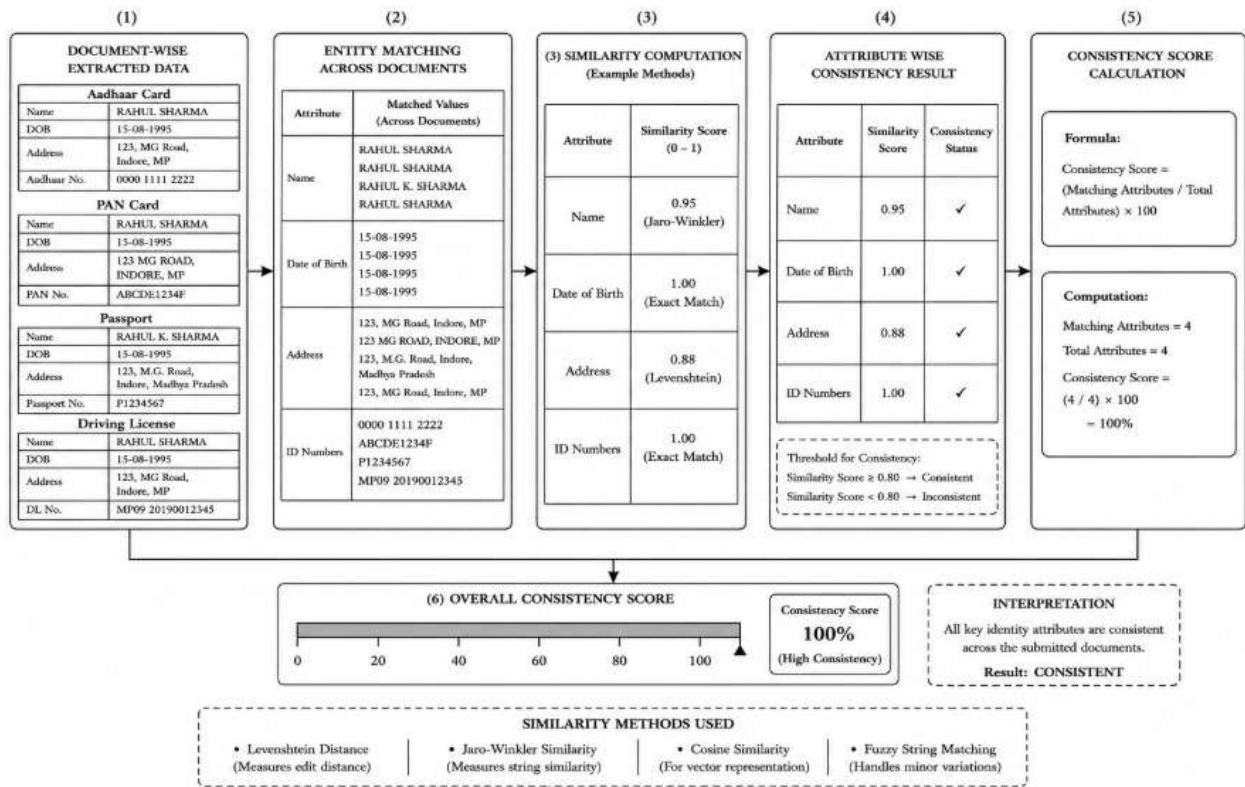 (1)
DOCUMENT-WISE
EXTRACTED DATA
Aadhaar Card
Name RAHUL SHARMA
DOB 15-08-1995
Address 123, MG Road,
Indore, MP
Audhuar No. 0000 1111 2222
PAN Card
Name RAHUL SHARMA
DOB 15-08-1995
Address 123 MG ROAD,
INDORE, MP
PAN No. ABCDE1234F
Passport
Name RAHUL K. SHARMA
DOB 15-08-1995
Address 123, M.G. Road,
Indore, Madhya Pradesh
Passport No. P1234567
Driving License
Name RAHUL SHARMA
DOB 15-08-1995
Address 123, MG Road,
Indore, MP
DL No. MP09 20190012345
(2)
ENTITY MATCHING
ACROSS DOCUMENTS
Attribute Matched Values
(Across Documents)
Name
RAHUL SHARMA
RAHUL SHARMA
RAHUL K. SHARMA
RAHUL SHARMA
Date of Birth
15-08-1995
15-08-1995
15-08-1995
15-08-1995
Address
123, MG Road, Indore, MP
123 MG ROAD, INDORE, MP
123, M.G. Road, Indore,
Madhya Pradesh
123, MG Road, Indore, MP
ID Numbers
0000 1111 2222
ABCDE1234F
P1234567
MP09 20190012345
(3)
(3) SIMILARITY COMPUTATION
(Example Methods)
Attribute Similarity Score
(0 – 1)
Name 0.95
(Jaro-Winkler)
Date of Birth 1.00
(Exact Match)
Address 0.88
(Levenshtein)
ID Numbers 1.00
(Exact Match)
(4)
ATTRIBUTE WISE
CONSISTENCY RESULT
Attribute Similarity Score Consistency Status
Name 0.95 ✓
Date of Birth 1.00 ✓
Address 0.88 ✓
ID Numbers 1.00 ✓
Threshold for Consistency:
Similarity Score ≥ 0.80 → Consistent
Similarity Score < 0.80 → Inconsistent
(5)
CONSISTENCY SCORE
CALCULATION
Formula:
Consistency Score =
(Matching Attributes / Total
Attributes) × 100
Computation:
Matching Attributes = 4
Total Attributes = 4
Consistency Score =
(4 / 4) × 100
= 100%
(6) OVERALL CONSISTENCY SCORE
0 20 40 60 80 100
Consistency Score
100%
(High Consistency)
INTERPRETATION
All key identity attributes are consistent
across the submitted documents.
Result: CONSISTENT
SIMILARITY METHODS USED
• Levenshtein Distance
(Measures edit distance)
• Jaro-Winkler Similarity
(Measures string similarity)
• Cosine Similarity
(For vector representation)
• Fuzzy String Matching
(Handles minor variations)